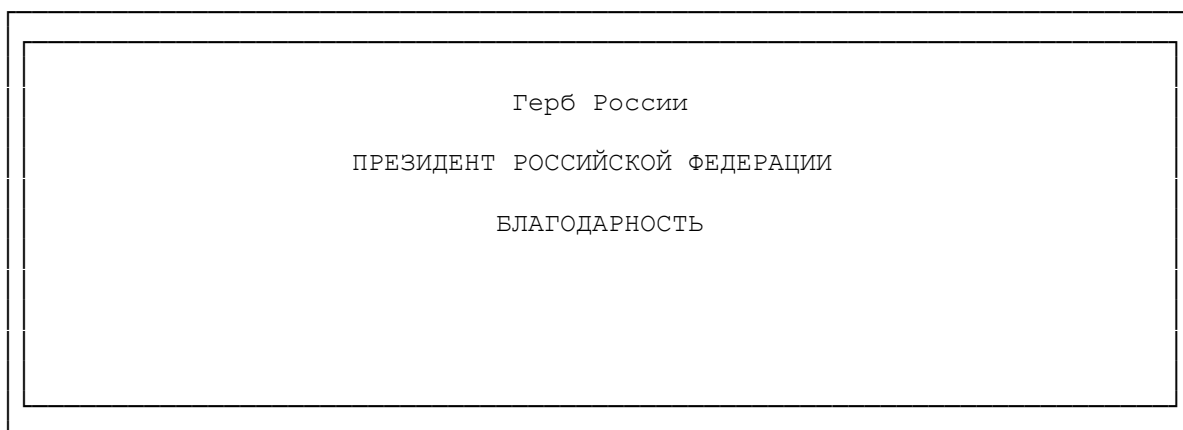 Герб России
ПРЕЗИДЕНТ РОССИЙСКОЙ ФЕДЕРАЦИИ
БЛАГОДАРНОСТЬ